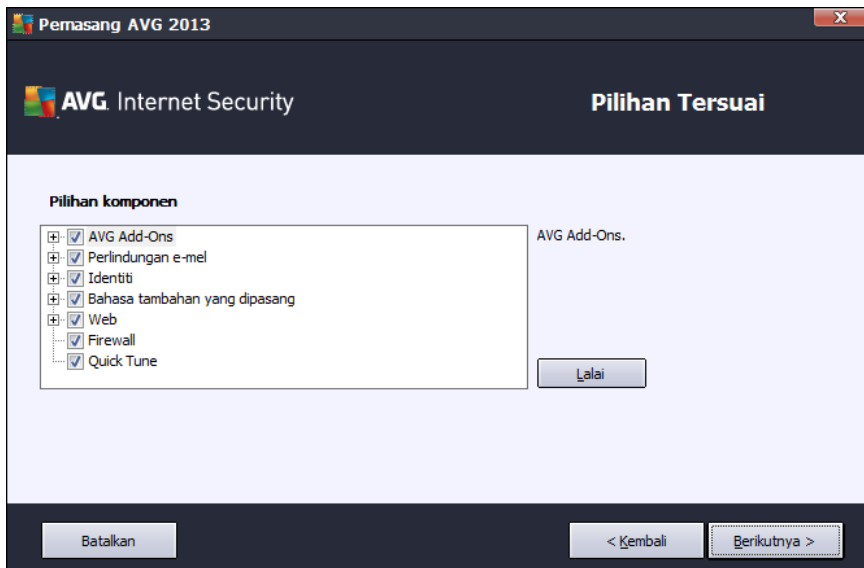 Pemasang AVG 2013
AVG. Internet Security
Pilihan Tersuai
Pilihan komponen
AVG Add-Ons
Perlindungan e-mel
Identiti
Bahasa tambahan yang dipasang
Web
Firewall
Quick Tune
AVG Add-Ons.
Lalai
Batalkan
< Kembali
Berikutnya >